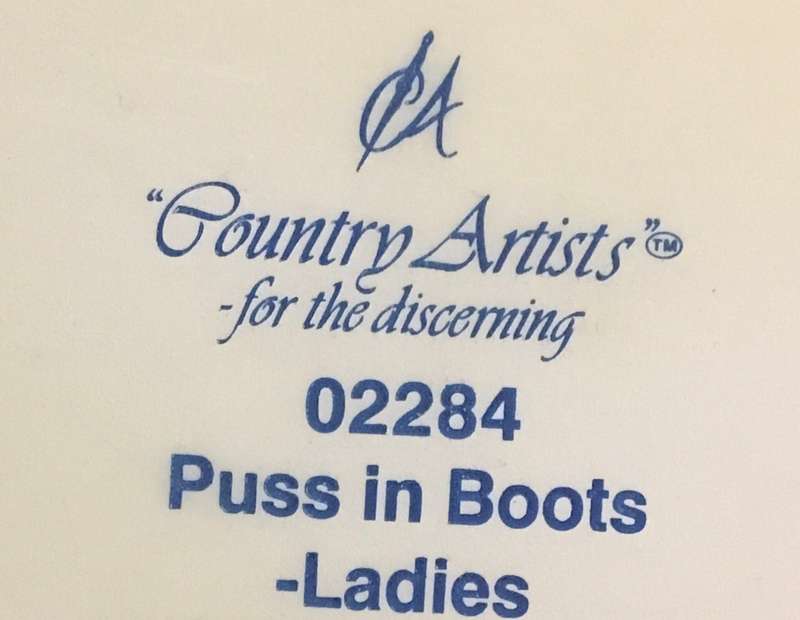 CA
"Country Artists"™
-for the discerning
02284
Puss in Boots
-Ladies